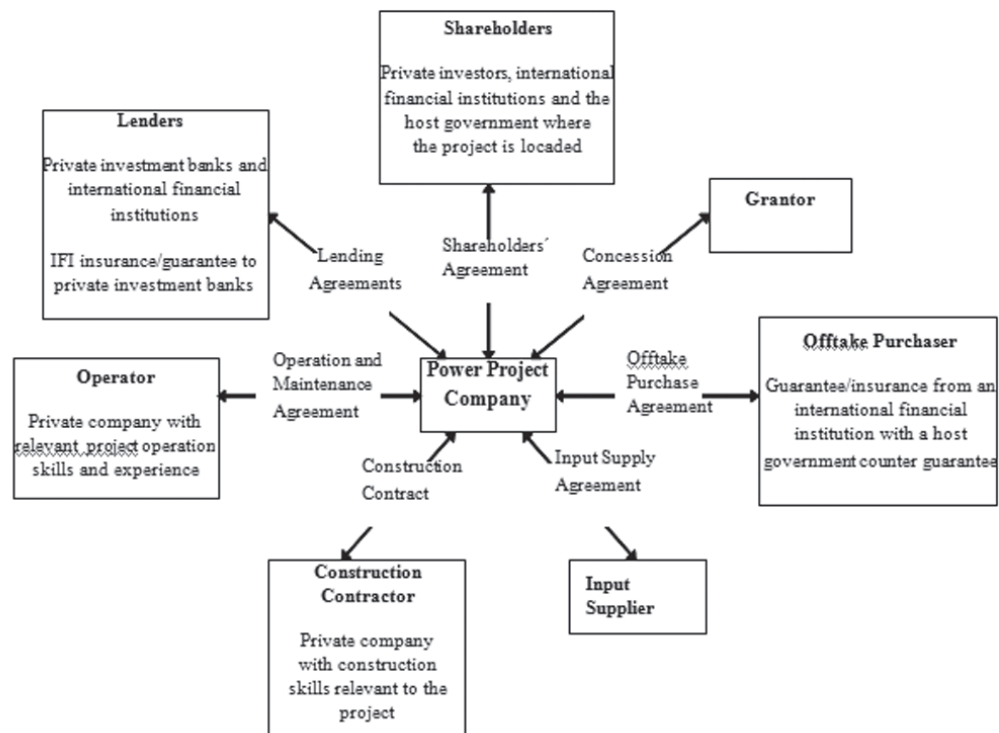 Shareholders
Private investors, international
financial institutions and the
host government where
the project is locaded
Lenders
Private investment banks and
international financial
institutions
IFI insurance/guarantee to
private investment banks
Grantor
Lending
Agreements
Shareholders´
Agreement
Concession
Agreement
Operator
Private company with
relevant project operation
skills and experience
Operation and
Maintenance
Agreement
Power Project
Company
Offtake
Purchase
Agreement
Offtake Purchaser
Guarantee/insurance from an
international financial
institution with a host
government counter guarantee
Construction
Contract
Input Supply
Agreement
Construction
Contractor
Private company
with construction
skills relevant to the
project
Input
Supplier